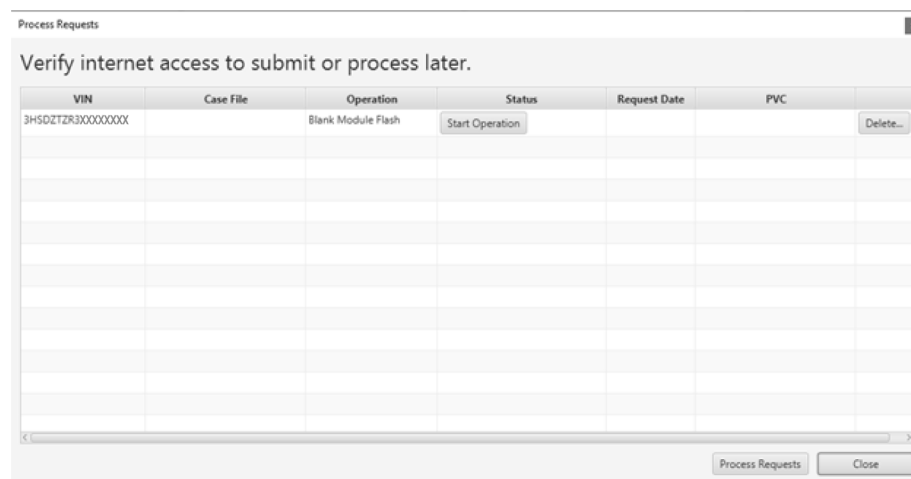 Process Requests
Verify internet access to submit or process later.
VIN Case File Operation Status Request Date PVC
3HSDZTZR3XXXXXXXX Blank Module Flash Start Operation Delete...
Process Requests Close